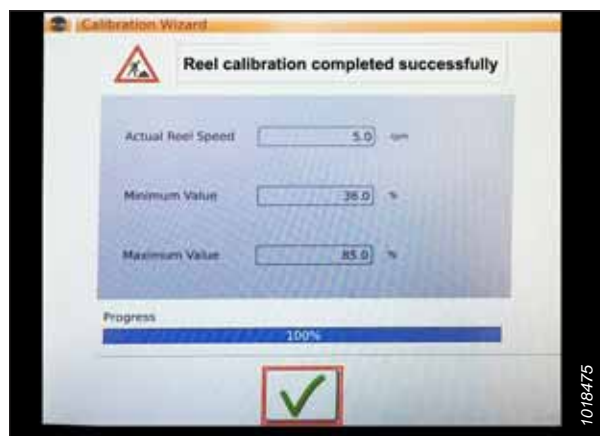 Calibration Wizard
Reel calibration completed successfully
Actual Reel Speed 5.0 rpm
Minimum Value 36.0 %
Maximum Value 85.0 %
Progress
100%
1018475